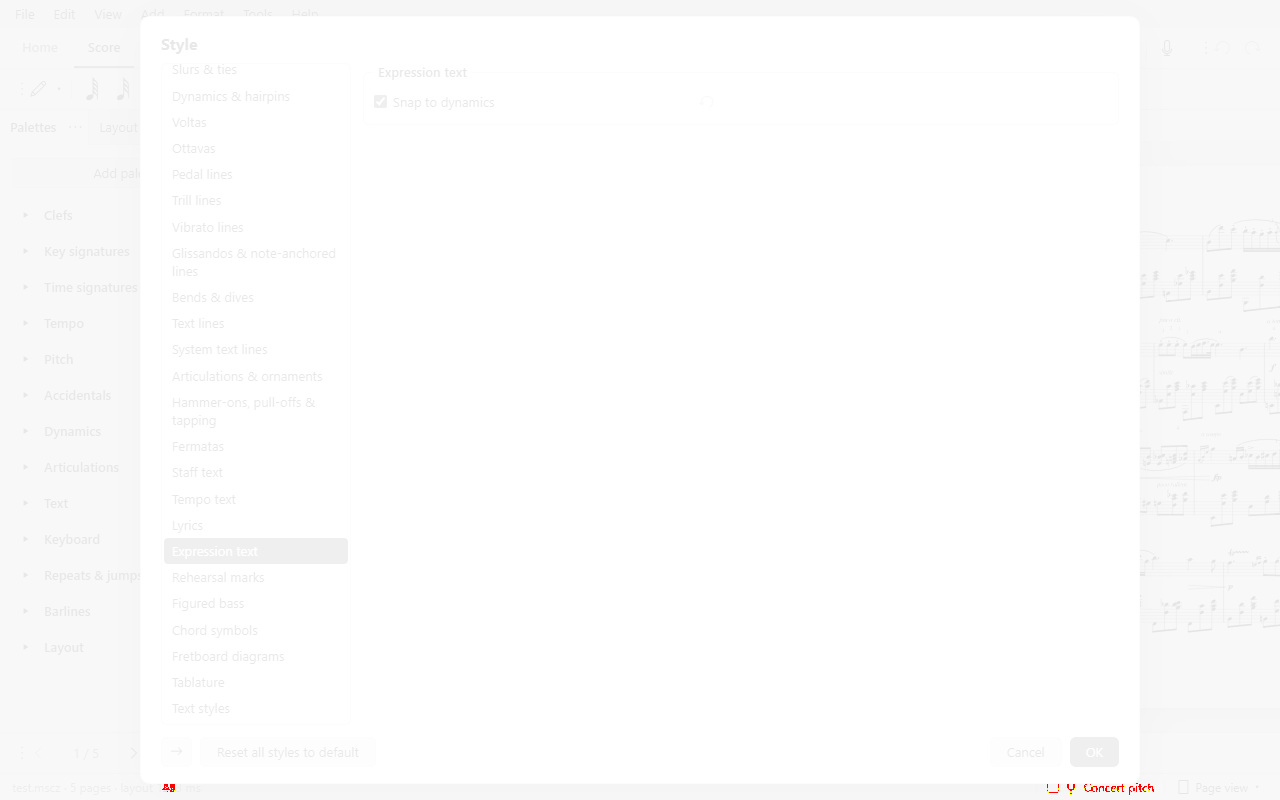 File Edit View Add Format Tools Help
Style
Home Score
Slurs & ties
Expression text
Dynamics & hairpins
Snap to dynamics
Voltas
Palettes Layout
Ottavas
Pedal lines
Trill lines
Clefs
Vibrato lines
Key signatures
Glissandos & note-anchored
lines
Time signatures
Bends & dives
Tempo
Text lines
System text lines
Pitch
Articulations & ornaments
Accidentals
Hammer-ons, pull-offs &
tapping
Dynamics
Fermatas
Articulations
Staff text
Tempo text
Text
Lyrics
Keyboard
Expression text
Repeats & jumps
Rehearsal marks
Figured bass
Barlines
Chord symbols
Layout
Fretboard diagrams
Tablature
Text styles
1 / 5
Reset all styles to default
Cancel OK
5 pages
Concert pitch
Page view